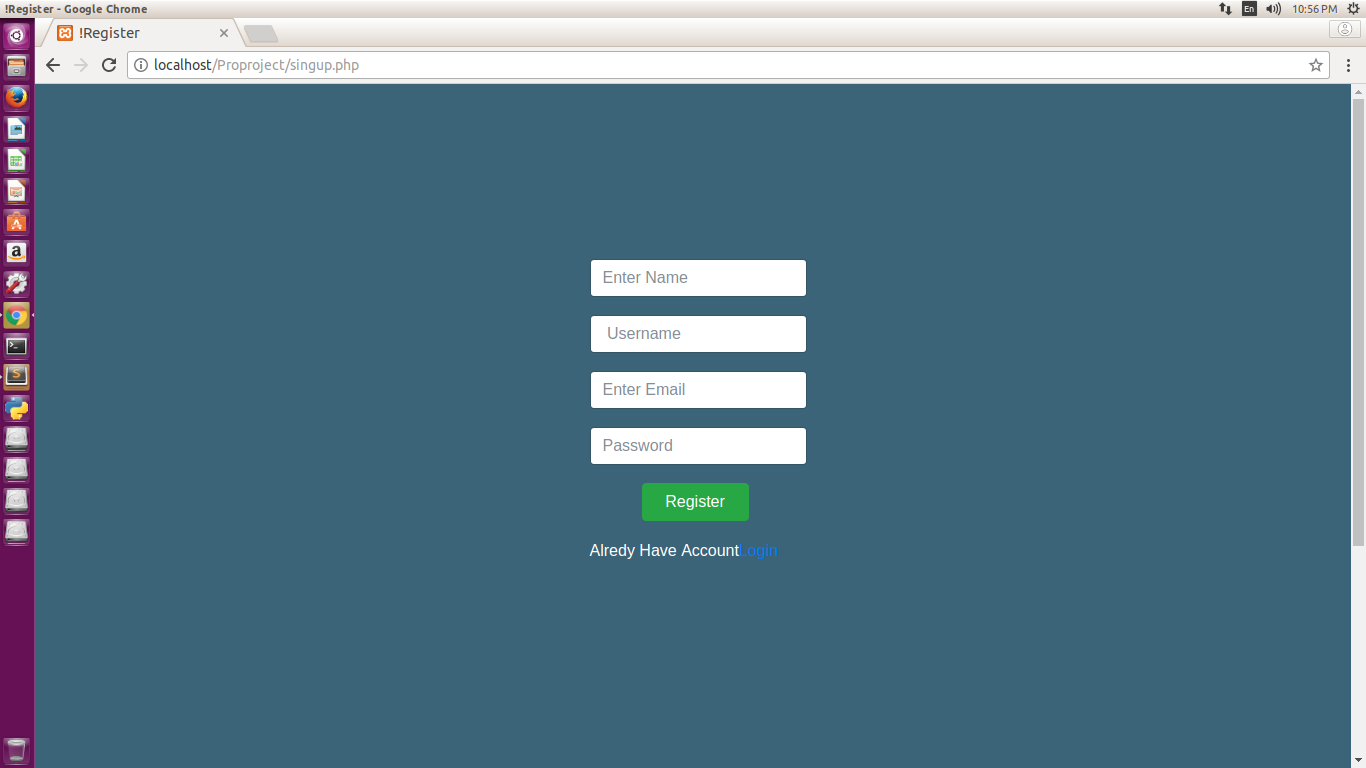 !Register - Google Chrome
En
10:56 PM
!Register
localhost/Proproject/singup.php
Enter Name
Username
Enter Email
Password
Register
Alredy Have AccountLogin